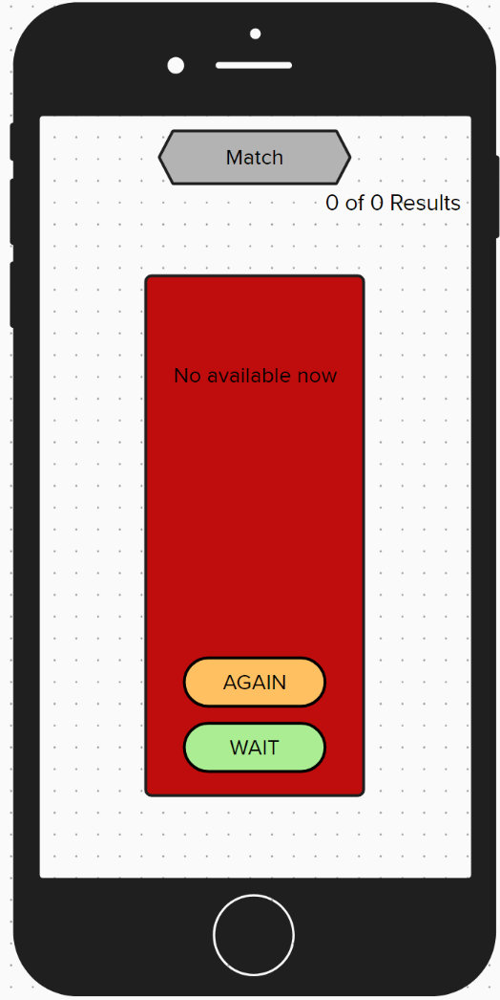 Match
0 of 0 Results
No available now
AGAIN
WAIT